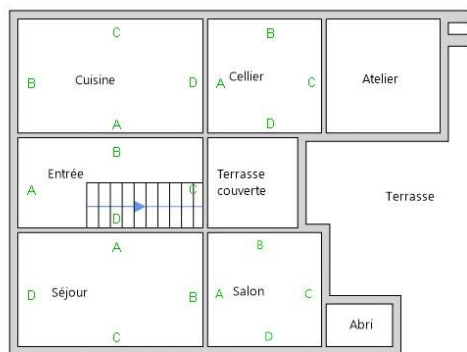 C
B
Cuisine
D
A
B
A
Cellier
C
D
Atelier
B
Entrée
A
C
D
Terrasse
couverte
Terrasse
A
D
Séjour
B
C
B
A
Salon
C
D
Abri